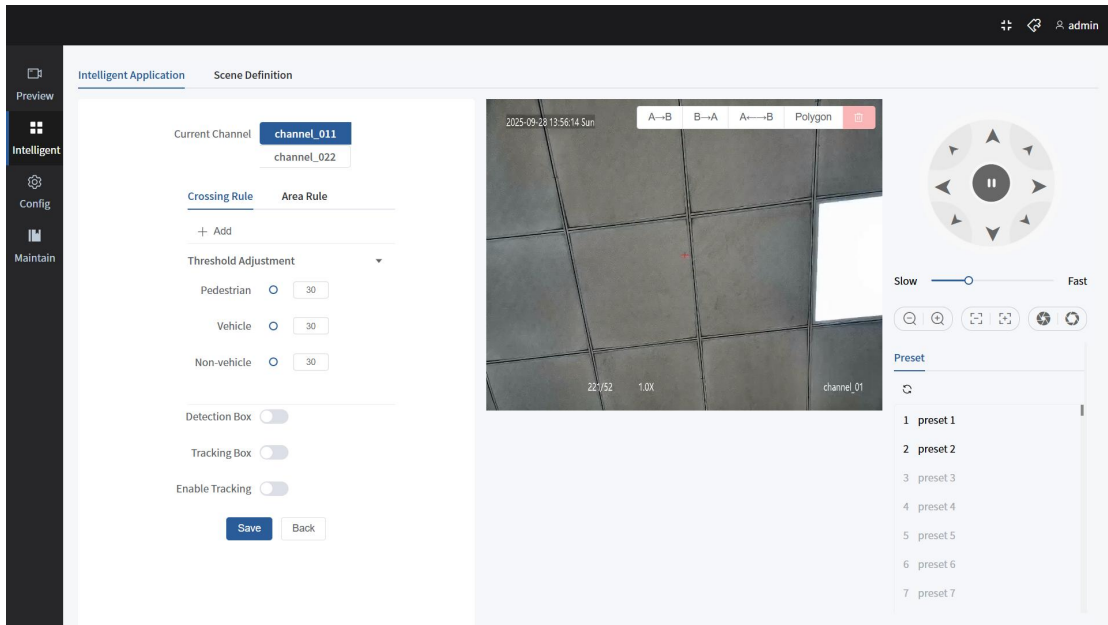 admin
Preview
Intelligent
Config
Maintain
Intelligent Application Scene Definition
Current Channel channel_011
channel_022
Crossing Rule Area Rule
+ Add
Threshold Adjustment
Pedestrian 30
Vehicle 30
Non-vehicle 30
Detection Box
Tracking Box
Enable Tracking
Save Back
2025-09-28 13:56:14 Sun
A→B B→A A←→B Polygon
221/52 1.0X channel_01
Slow Fast
Preset
1 preset 1
2 preset 2
3 preset 3
4 preset 4
5 preset 5
6 preset 6
7 preset 7